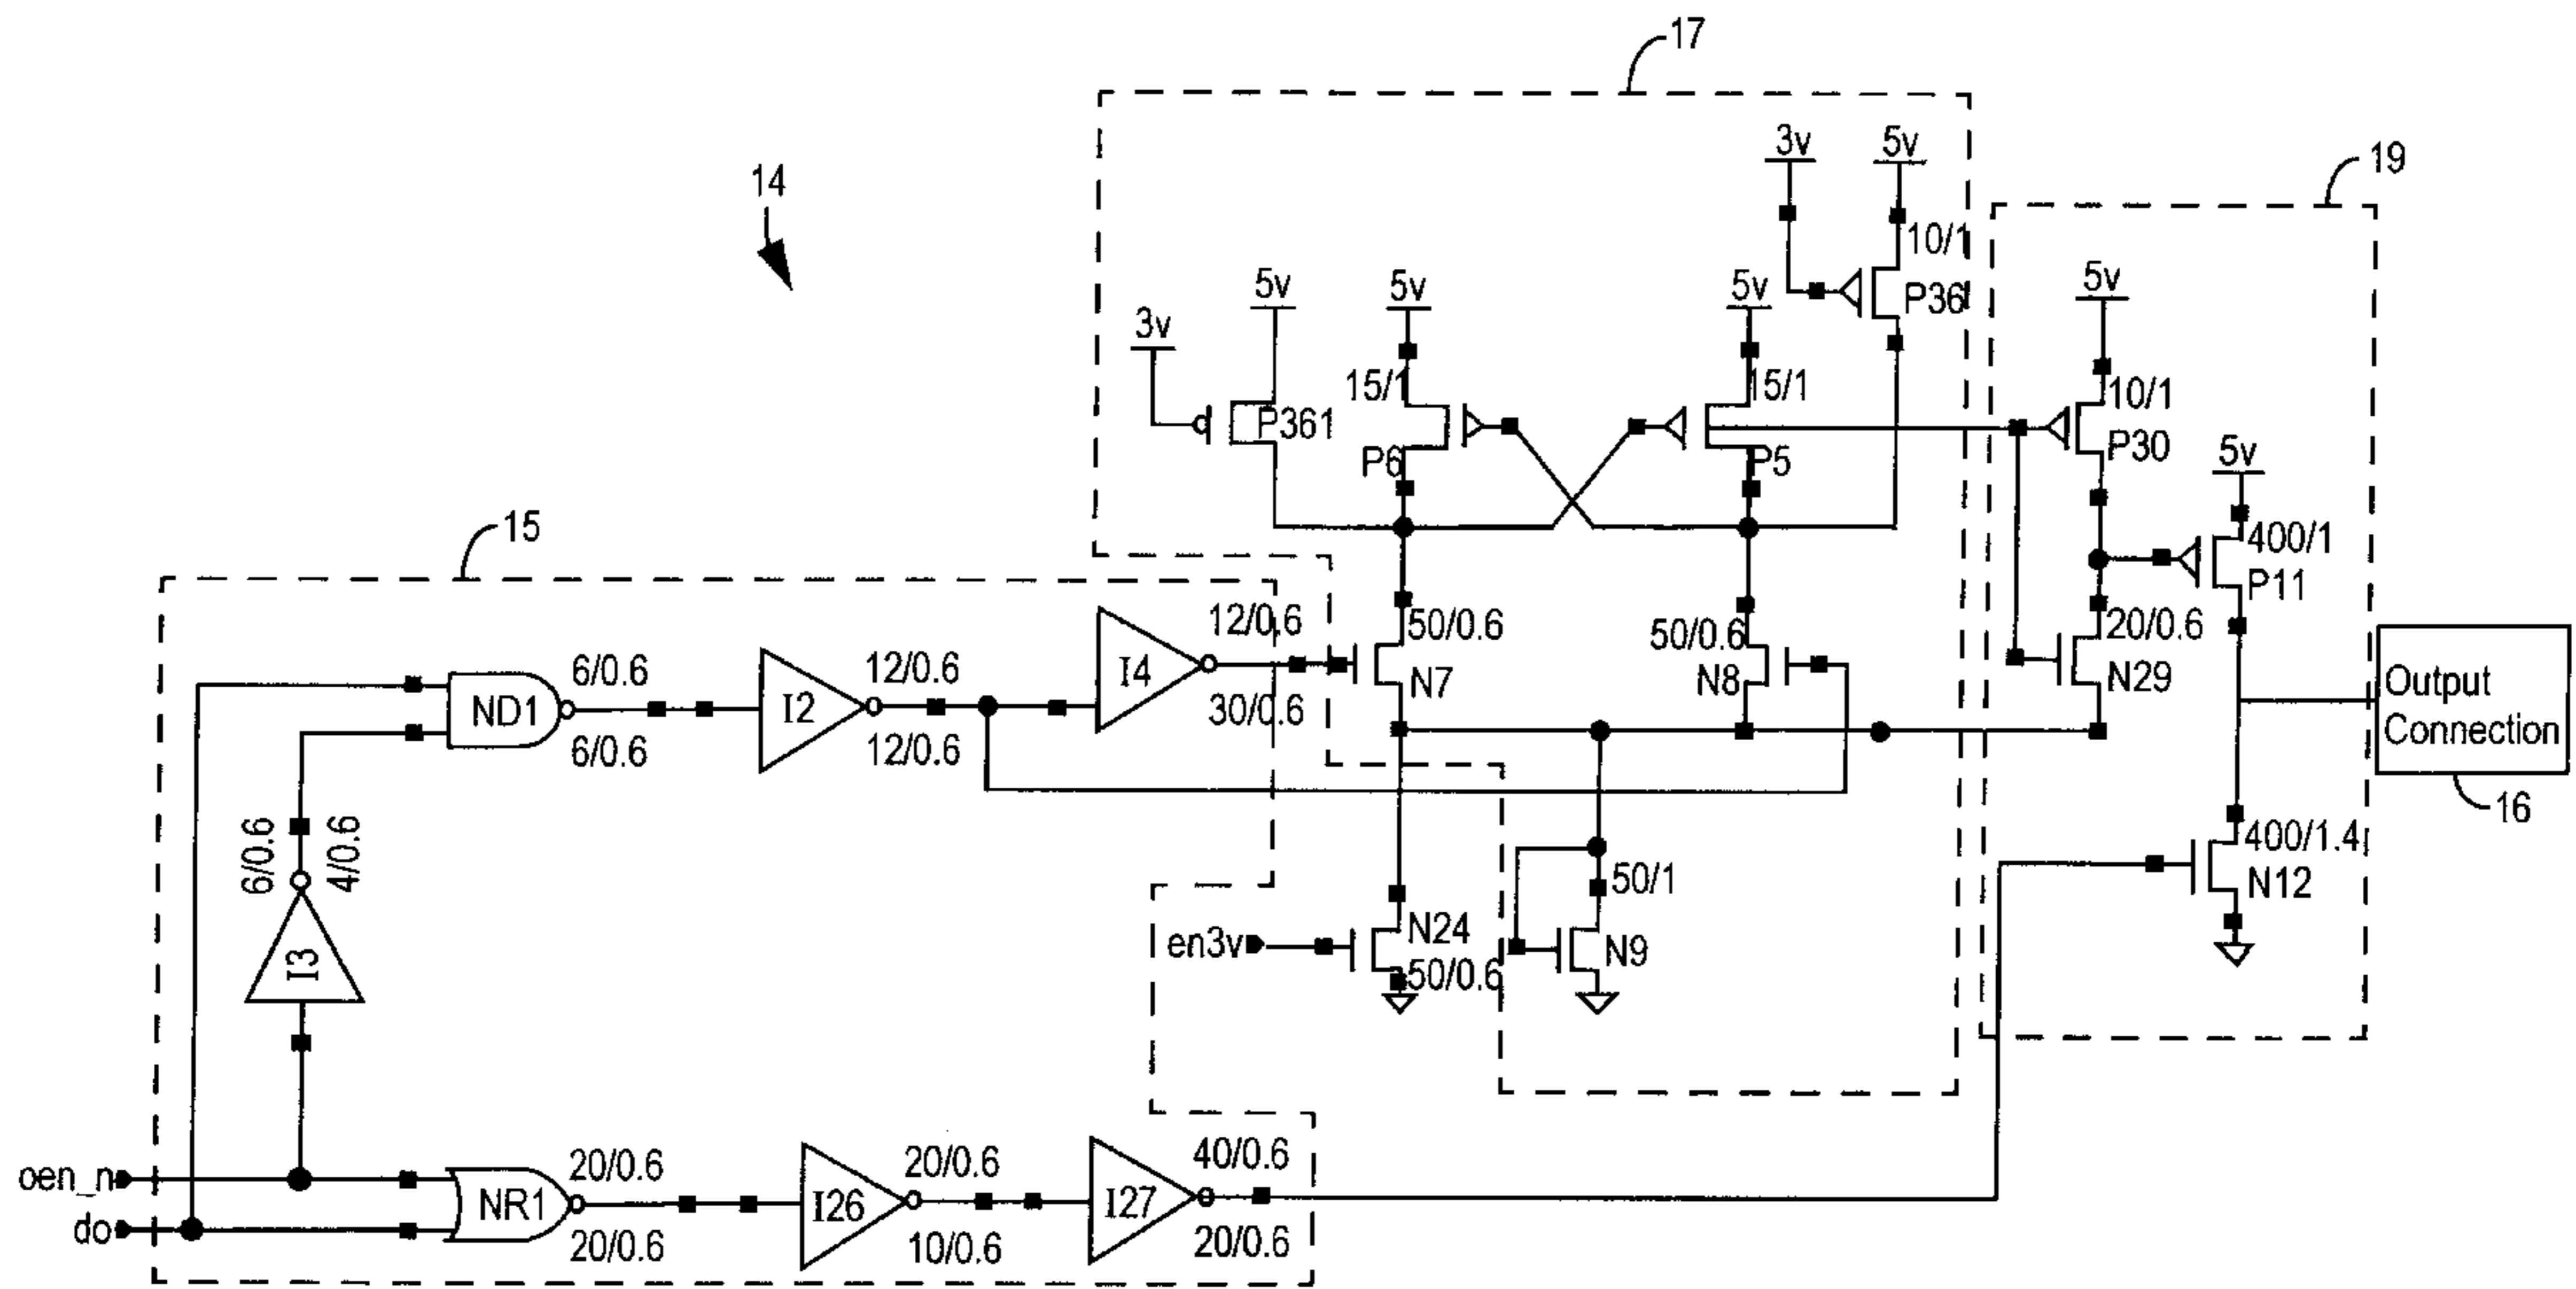 17
3v
5v
14
10/1
19
P36
5v
5v
5v
5v
3v
15/1
15/1
10/1
P361
P6
P5
P30
5v
15
400/1
P11
12/0.6
50/0.6
50/0.6
20/0.6
6/0.6
12/0.6
I4
N7
N8
N29
Output
Connection
ND1
I2
30/0.6
6/0.6
12/0.6
16
6/0.6
4/0.6
400/1.4
N12
50/1
I3
en3v
N24
N9
50/0.6
oen_n
20/0.6
20/0.6
40/0.6
NR1
I26
I27
do
20/0.6
10/0.6
20/0.6